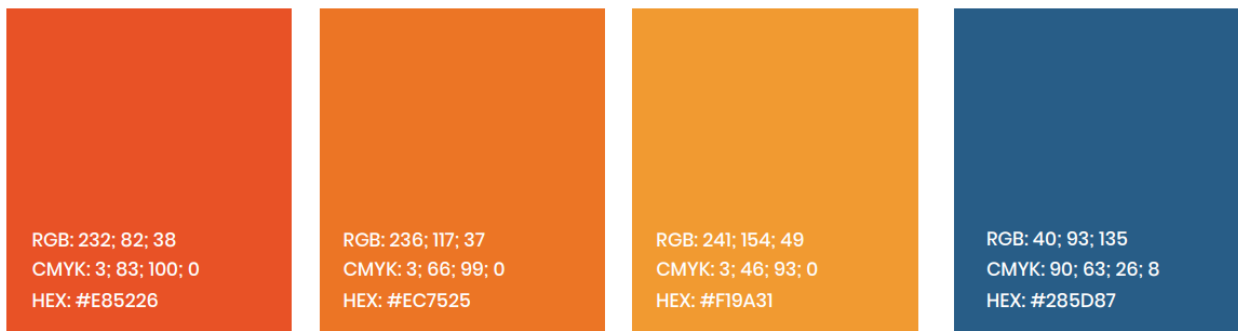 RGB: 232; 82; 38
CMYK: 3; 83; 100; 0
HEX: #E85226
RGB: 236; 117; 37
CMYK: 3; 66; 99; 0
HEX: #EC7525
RGB: 241; 154; 49
CMYK: 3; 46; 93; 0
HEX: #F19A31
RGB: 40; 93; 135
CMYK: 90; 63; 26; 8
HEX: #285D87